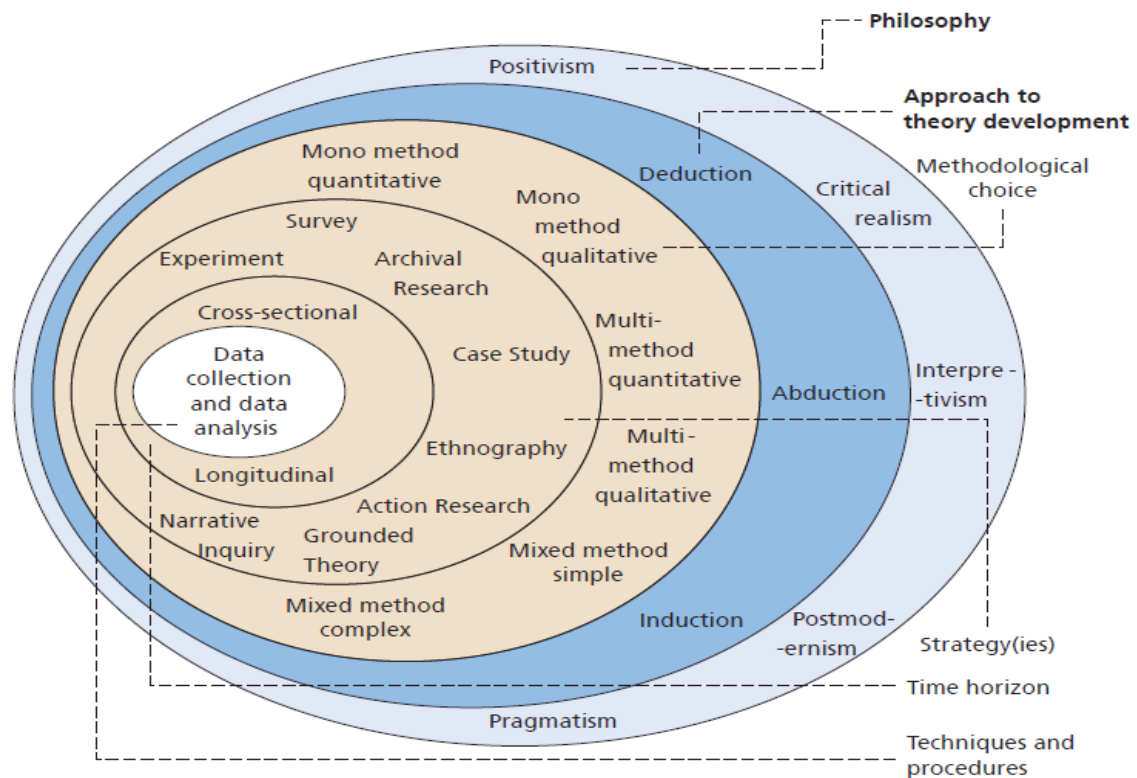 Philosophy
Positivism
Approach to
theory development
Mono method
quantitative
Deduction
Methodological
choice
Mono
method
qualitative
Critical
realism
Survey
Experiment
Archival
Research
Cross-sectional
Multi-
method
quantitative
Data
collection
and data
analysis
Case Study
Abduction
Interpre -
-tivism
Ethnography
Multi-
method
qualitative
Longitudinal
Action Research
Narrative
Inquiry
Grounded
Theory
Mixed method
simple
Mixed method
complex
Induction
Postmod-
-ernism
Strategy(ies)
Time horizon
Pragmatism
Techniques and
procedures